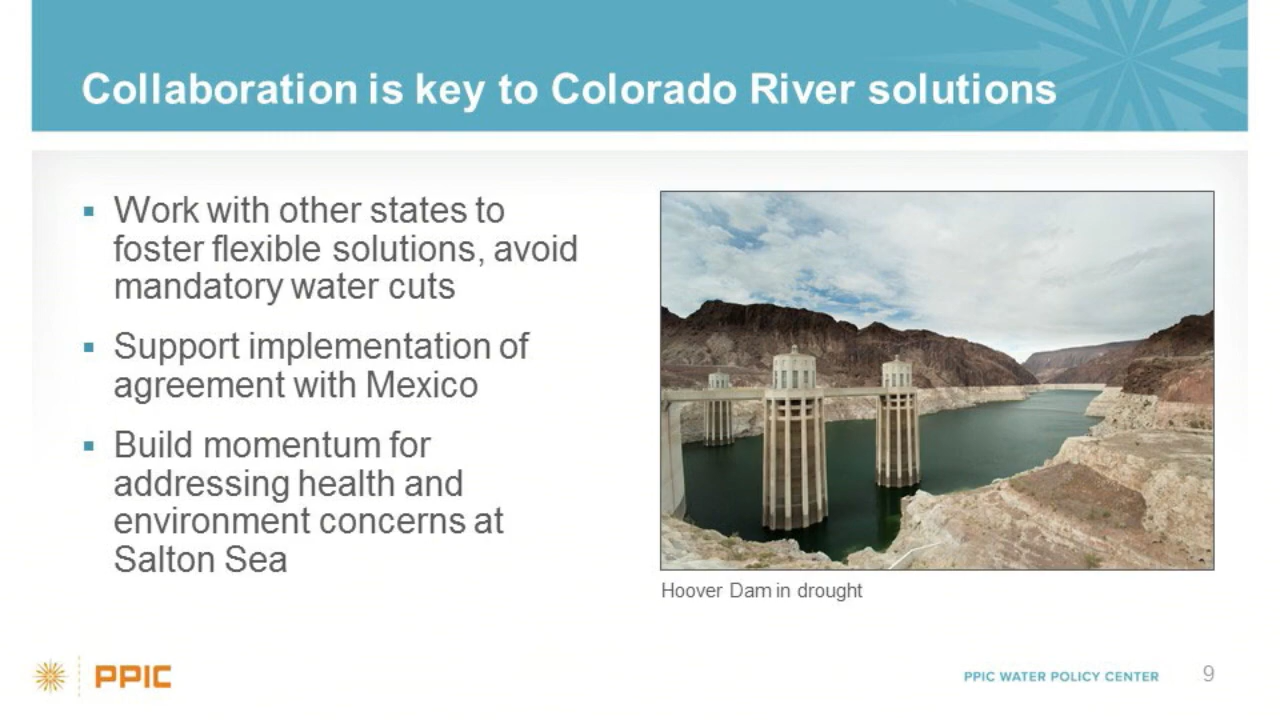 Collaboration is key to Colorado River solutions
Work with other states to
foster flexible solutions, avoid
mandatory water cuts
Support implementation of
agreement with Mexico
Build momentum for
addressing health and
environment concerns at
Salton Sea
Hoover Dam in drought
PPIC
PPIC WATER POLICY CENTER
9